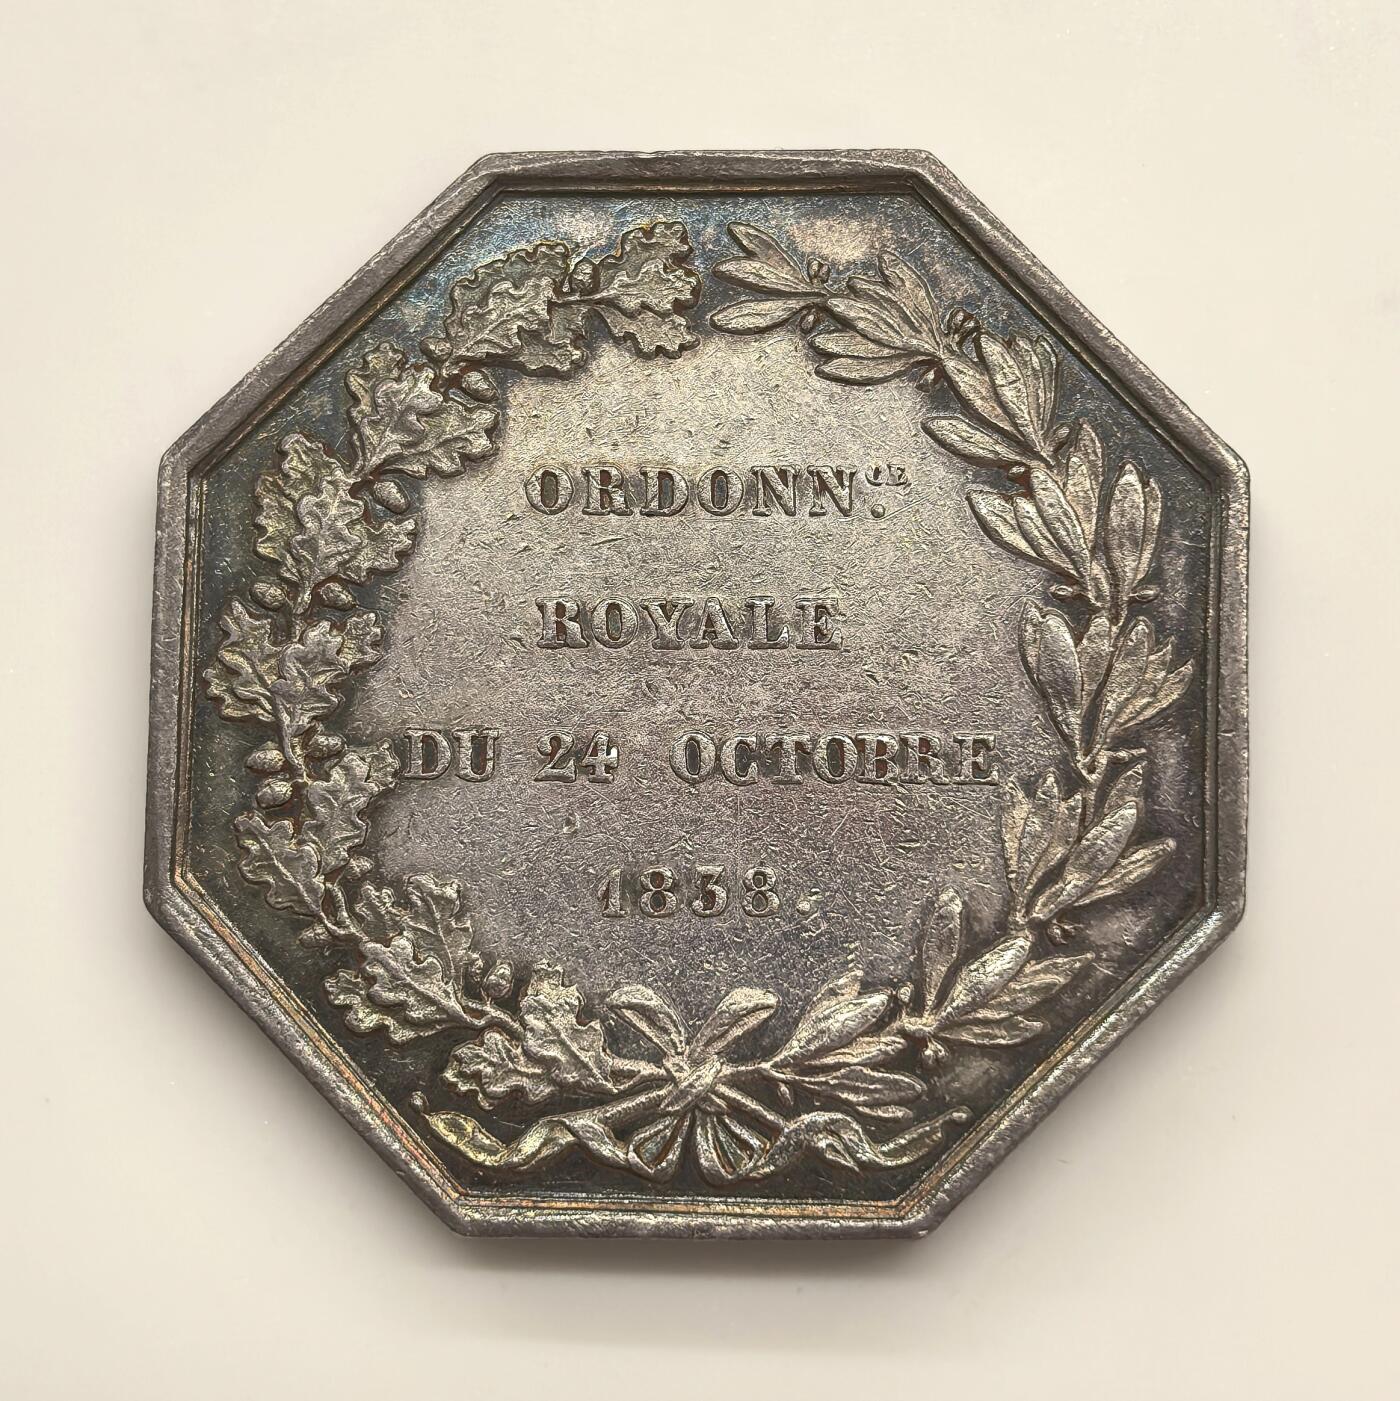 ORDONN.CE
ROYALE
DU 24 OCTOBRE
1838.